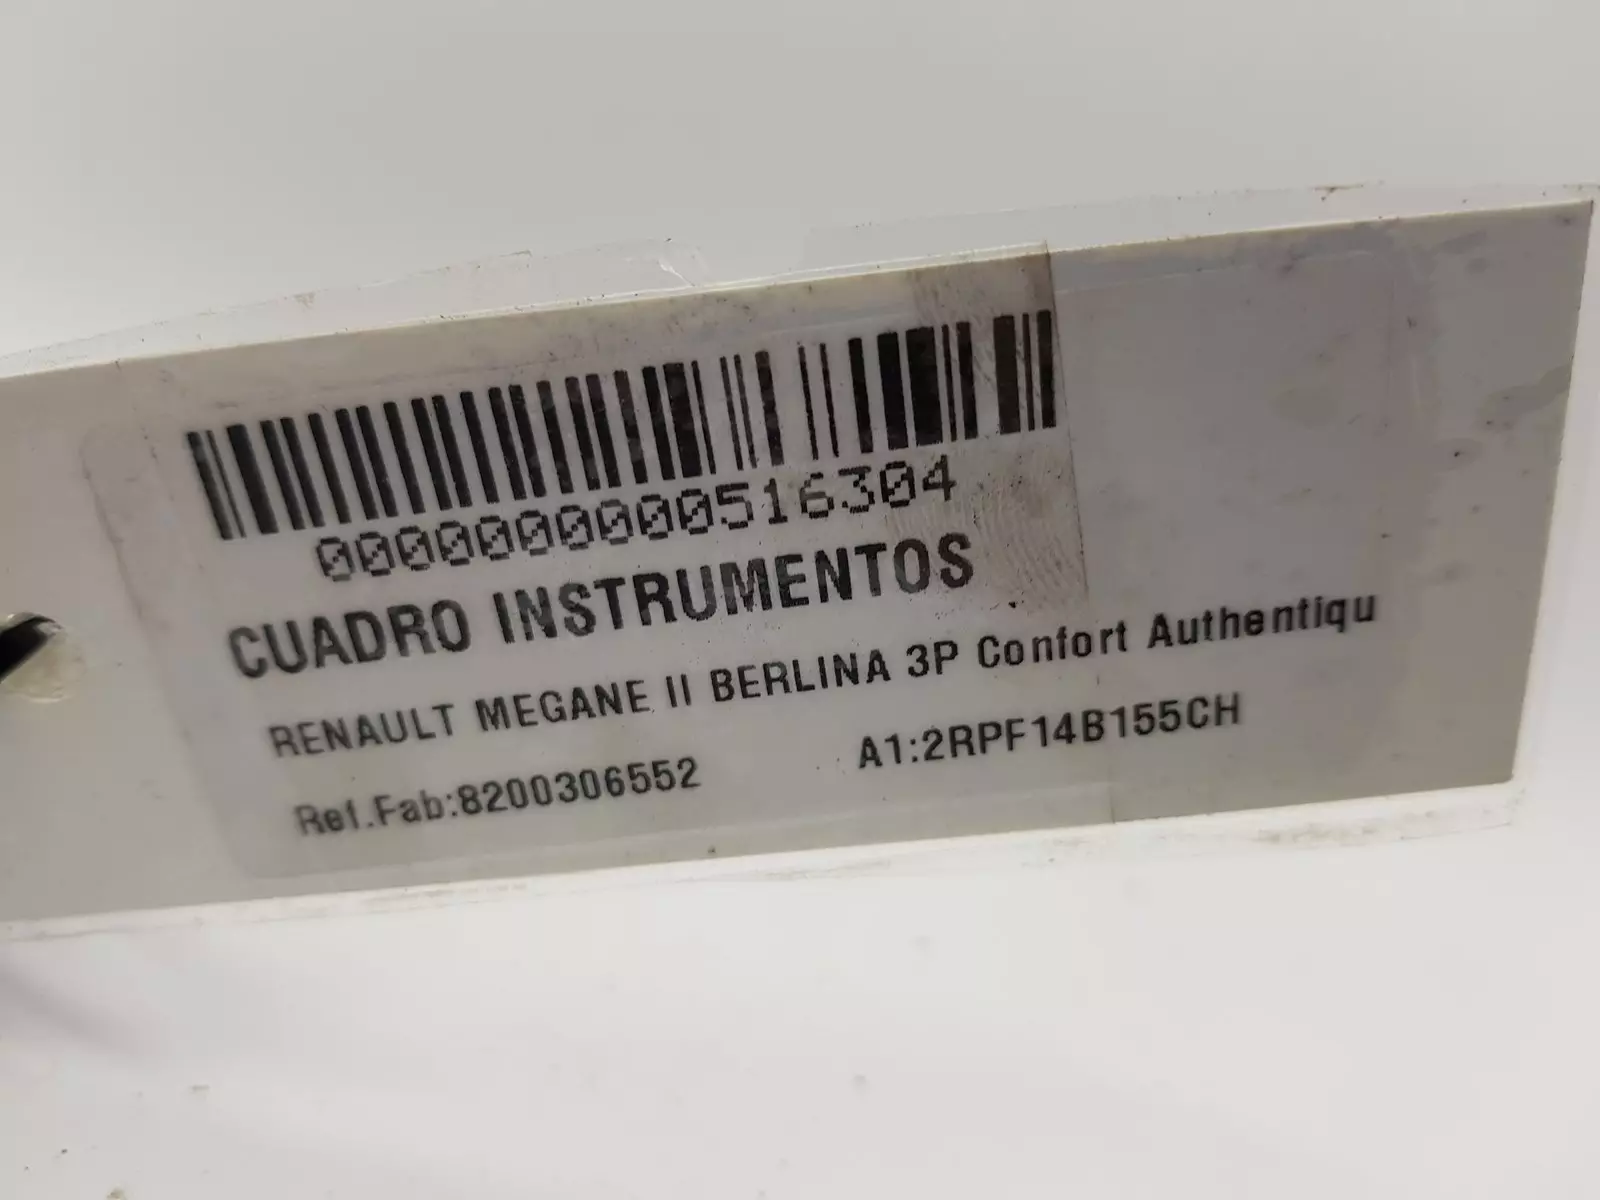 0000000000516304
CUADRO INSTRUMENTOS
RENAULT MEGANE II BERLINA 3P Confort Authentiqu
Ref.Fab:8200306552 A1:2RPF14B155CH